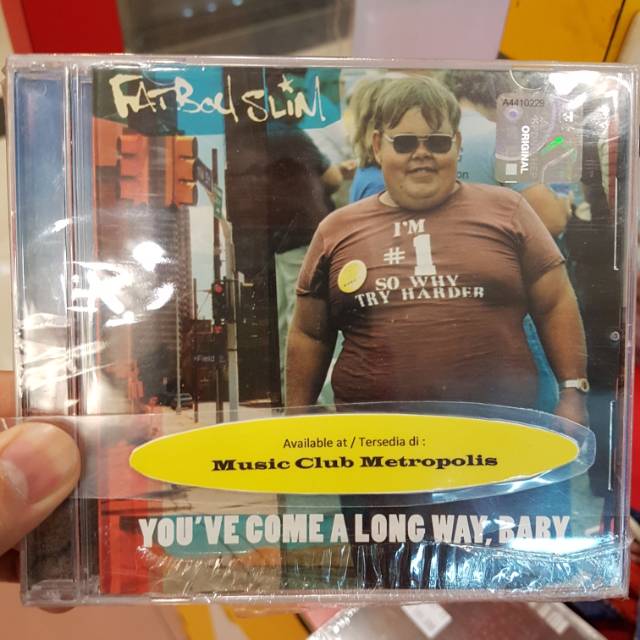 FATBOY SLIM
A4410229
ORIGINAL
I'M
#1
SO WHY
TRY HARDER
Field
Available at / Tersedia di :
Music Club Metropolis
YOU'VE COME A LONG WAY, BABY